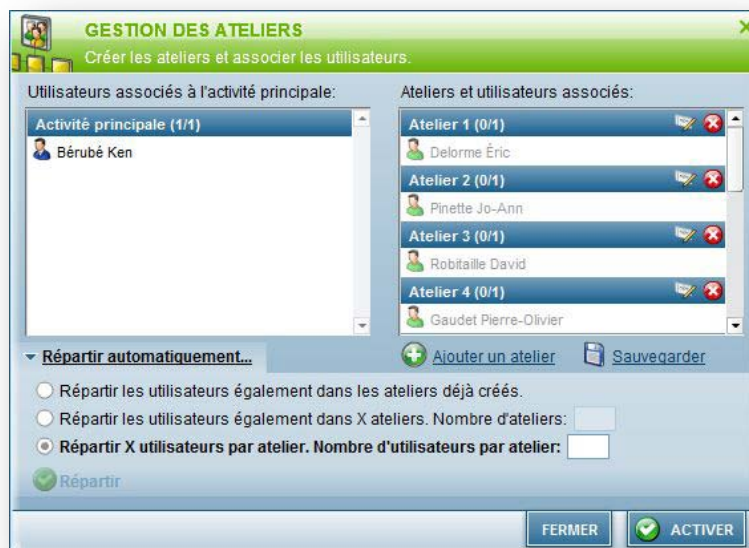 GESTION DES ATELIERS
Créer les ateliers et associer les utilisateurs.
Utilisateurs associés à l'activité principale:
Activité principale (1/1)
Bérubé Ken
Ateliers et utilisateurs associés:
Atelier 1 (0/1)
Delorme Éric
Atelier 2 (0/1)
Pinette Jo-Ann
Atelier 3 (0/1)
Robitaille David
Atelier 4 (0/1)
Gaudet Pierre-Olivier
Répartir automatiquement...
Ajouter un atelier
Sauvegarder
Répartir les utilisateurs également dans les ateliers déjà créés.
Répartir les utilisateurs également dans X ateliers. Nombre d'ateliers:
Répartir X utilisateurs par atelier. Nombre d'utilisateurs par atelier:
Répartir
FERMER
ACTIVER